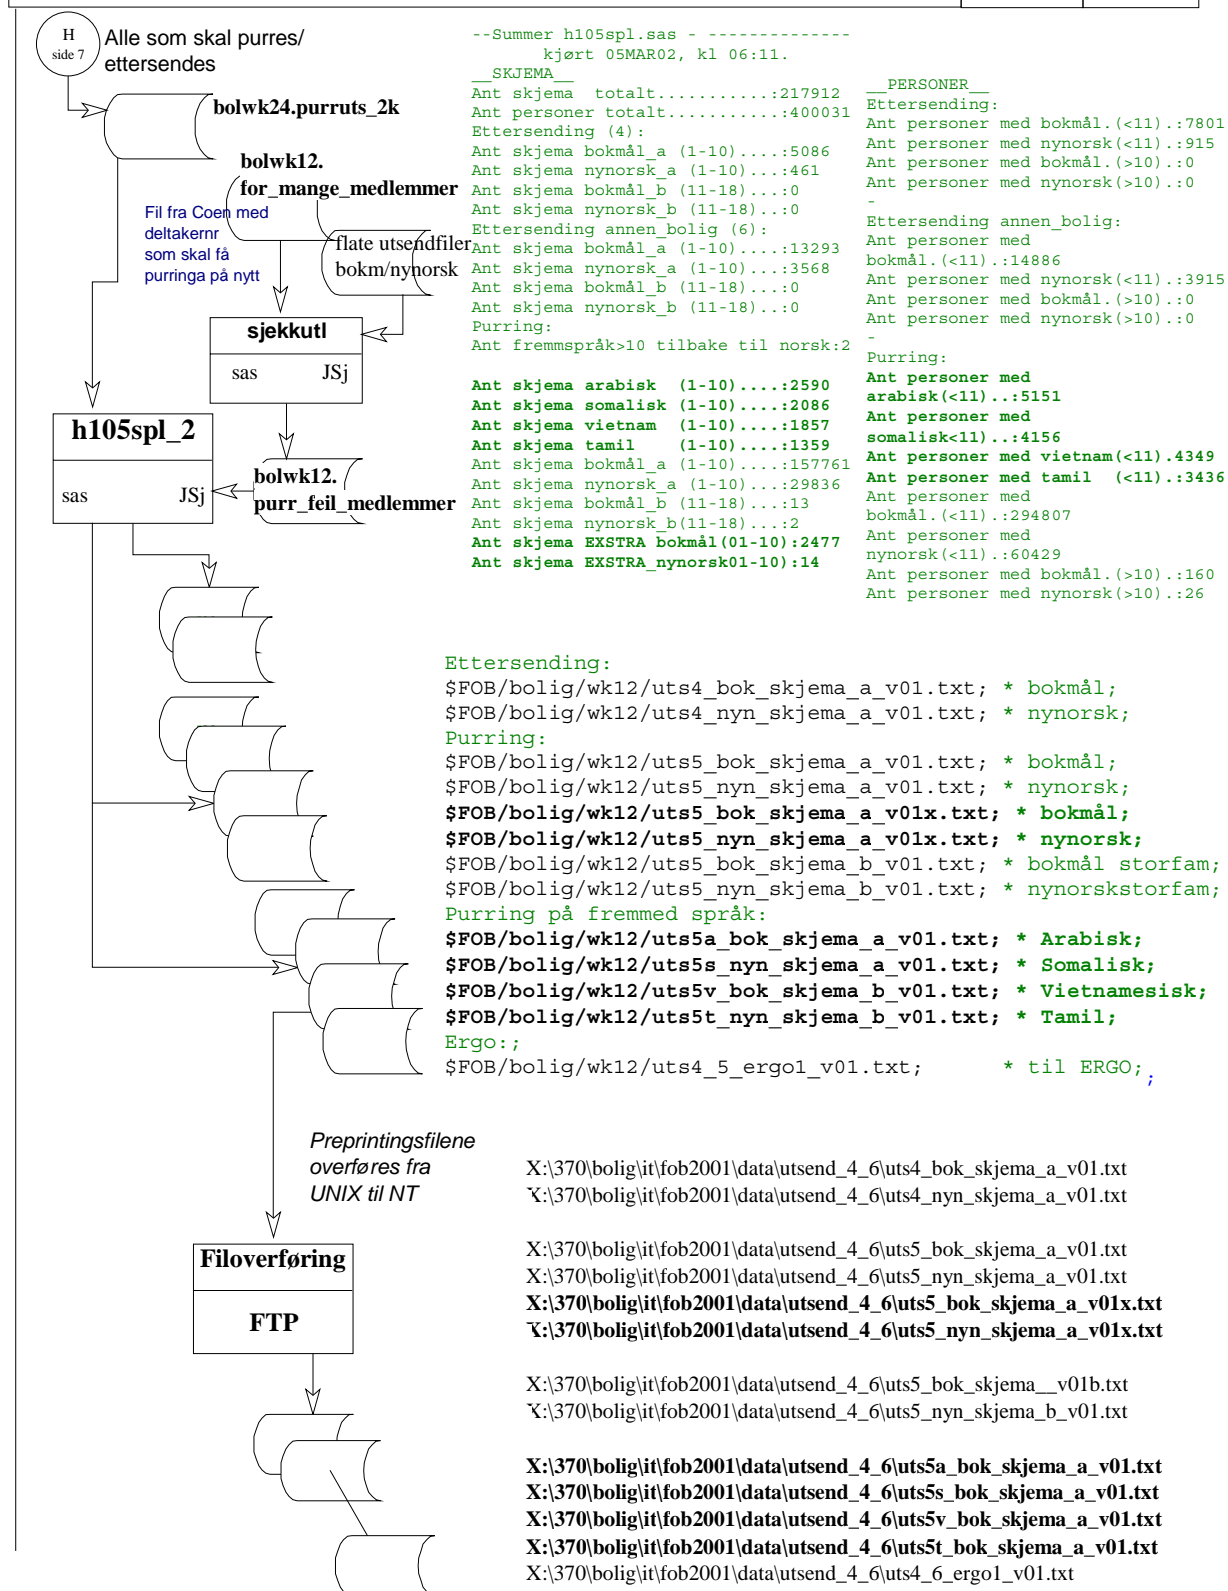 H
side 7
Alle som skal purres/
ettersendes
bolwk24.purruts_2k
bolwk12.
for_mange_medlemmer
Fil fra Coen med
deltakernr
som skal få
purringa på nytt
flate utsendfiler
bokm/nynorsk
sjekkutl
sas JSj
h105spl_2
sas JSj
bolwk12.
purr_feil_medlemmer
--Summer h105spl.sas - --------------
kjørt 05MAR02, kl 06:11.
__SKJEMA__
Ant skjema  totalt...........:217912
Ant personer totalt...........:400031
Ettersending (4):
Ant skjema bokmål_a (1-10)....:5086
Ant skjema nynorsk_a (1-10)...:461
Ant skjema bokmål_b (11-18)...:0
Ant skjema nynorsk_b (11-18)..:0
Ettersending annen_bolig (6):
Ant skjema bokmål_a (1-10)....:13293
Ant skjema nynorsk_a (1-10)...:3568
Ant skjema bokmål_b (11-18)...:0
Ant skjema nynorsk_b (11-18)..:0
Purring:
Ant fremmspråk>10 tilbake til norsk:2
Ant skjema arabisk  (1-10)....:2590
Ant skjema somalisk (1-10)....:2086
Ant skjema vietnam  (1-10)....:1857
Ant skjema tamil    (1-10)....:1359
Ant skjema bokmål_a (1-10)....:157761
Ant skjema nynorsk_a (1-10)...:29836
Ant skjema bokmål_b (11-18)...:13
Ant skjema nynorsk_b(11-18)...:2
Ant skjema EXSTRA bokmål(01-10):2477
Ant skjema EXSTRA_nynorsk01-10):14
__PERSONER__
Ettersending:
Ant personer med bokmål.(<11).:7801
Ant personer med nynorsk(<11).:915
Ant personer med bokmål.(>10).:0
Ant personer med nynorsk(>10).:0
-
Ettersending annen_bolig:
Ant personer med
bokmål.(<11).:14886
Ant personer med nynorsk(<11).:3915
Ant personer med bokmål.(>10).:0
Ant personer med nynorsk(>10).:0
-
Purring:
Ant personer med
arabisk(<11)..:5151
Ant personer med
somalisk<11)..:4156
Ant personer med vietnam(<11).4349
Ant personer med tamil  (<11).:3436
Ant personer med
bokmål.(<11).:294807
Ant personer med
nynorsk(<11).:60429
Ant personer med bokmål.(>10).:160
Ant personer med nynorsk(>10).:26
Ettersending:
$FOB/bolig/wk12/uts4_bok_skjema_a_v01.txt; * bokmål;
$FOB/bolig/wk12/uts4_nyn_skjema_a_v01.txt; * nynorsk;
Purring:
$FOB/bolig/wk12/uts5_bok_skjema_a_v01.txt; * bokmål;
$FOB/bolig/wk12/uts5_nyn_skjema_a_v01.txt; * nynorsk;
$FOB/bolig/wk12/uts5_bok_skjema_a_v01x.txt; * bokmål;
$FOB/bolig/wk12/uts5_nyn_skjema_a_v01x.txt; * nynorsk;
$FOB/bolig/wk12/uts5_bok_skjema_b_v01.txt; * bokmål storfam;
$FOB/bolig/wk12/uts5_nyn_skjema_b_v01.txt; * nynorskstorfam;
Purring på fremmed språk:
$FOB/bolig/wk12/uts5a_bok_skjema_a_v01.txt; * Arabisk;
$FOB/bolig/wk12/uts5s_nyn_skjema_a_v01.txt; * Somalisk;
$FOB/bolig/wk12/uts5v_bok_skjema_b_v01.txt; * Vietnamesisk;
$FOB/bolig/wk12/uts5t_nyn_skjema_b_v01.txt; * Tamil;
Ergo:;
$FOB/bolig/wk12/uts4_5_ergo1_v01.txt;     * til ERGO;;
Preprintingsfilene
overføres fra
UNIX til NT
Filoverføring
FTP
X:\370\bolig\it\fob2001\data\utsend_4_6\uts4_bok_skjema_a_v01.txt
X:\370\bolig\it\fob2001\data\utsend_4_6\uts4_nyn_skjema_a_v01.txt
X:\370\bolig\it\fob2001\data\utsend_4_6\uts5_bok_skjema_a_v01.txt
X:\370\bolig\it\fob2001\data\utsend_4_6\uts5_nyn_skjema_a_v01.txt
X:\370\bolig\it\fob2001\data\utsend_4_6\uts5_bok_skjema_a_v01x.txt
X:\370\bolig\it\fob2001\data\utsend_4_6\uts5_nyn_skjema_a_v01x.txt
X:\370\bolig\it\fob2001\data\utsend_4_6\uts5_bok_skjema__v01b.txt
X:\370\bolig\it\fob2001\data\utsend_4_6\uts5_nyn_skjema_b_v01.txt
X:\370\bolig\it\fob2001\data\utsend_4_6\uts5a_bok_skjema_a_v01.txt
X:\370\bolig\it\fob2001\data\utsend_4_6\uts5s_bok_skjema_a_v01.txt
X:\370\bolig\it\fob2001\data\utsend_4_6\uts5v_bok_skjema_a_v01.txt
X:\370\bolig\it\fob2001\data\utsend_4_6\uts5t_bok_skjema_a_v01.txt
X:\370\bolig\it\fob2001\data\utsend_4_6\uts4_6_ergo1_v01.txt